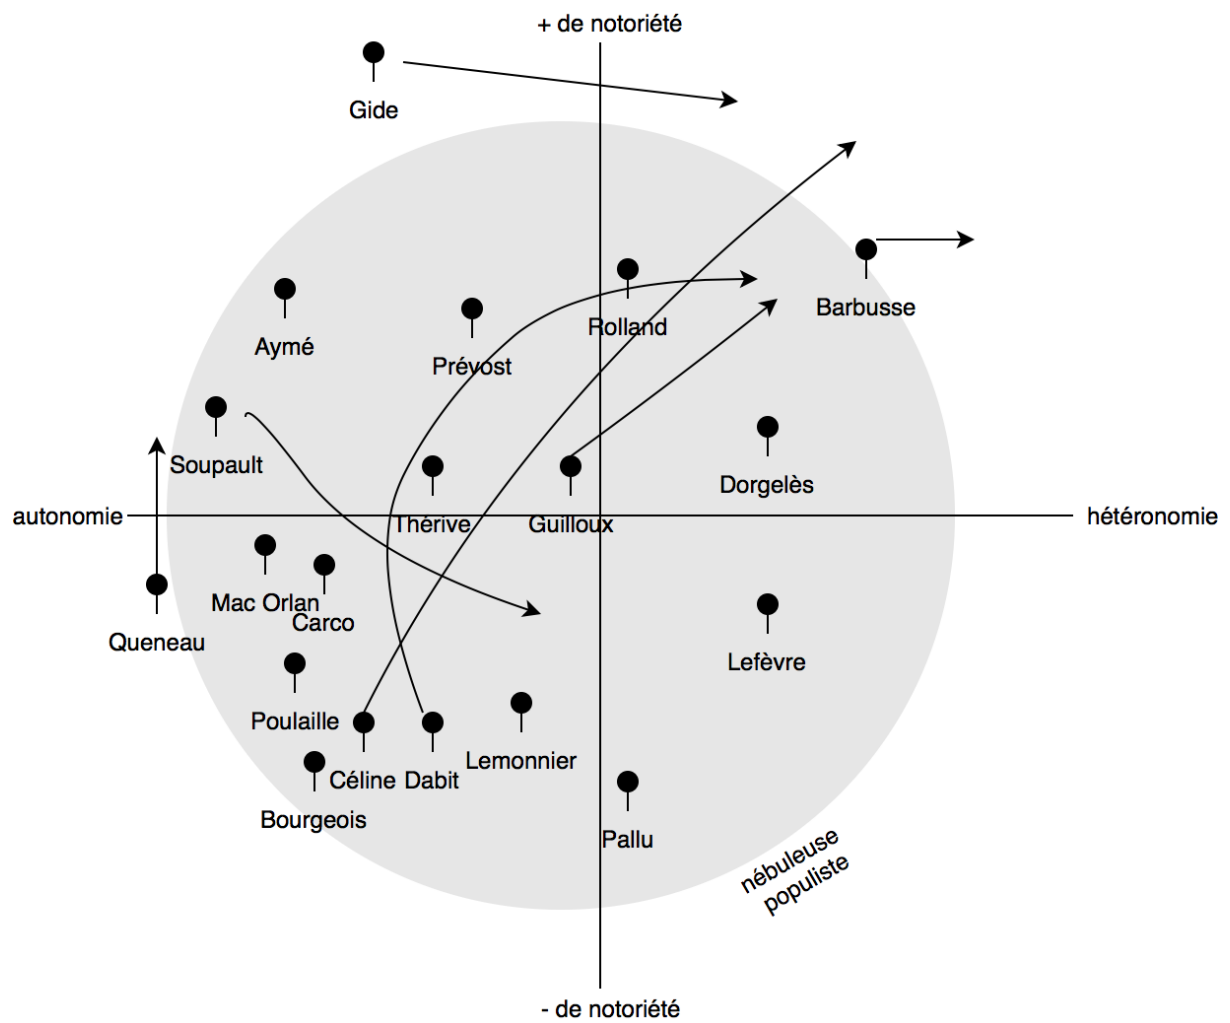 + de notoriété
Gide
Barbusse
Rolland
Aymé
Prévost
Soupault
Dorgelès
autonomie
Thérive
Guilloux
hétéronomie
Mac Orlan
Carco
Queneau
Lefèvre
Poulaille
Lemonnier
Céline
Dabit
Bourgeois
Pallu
nébuleuse
populiste
- de notoriété